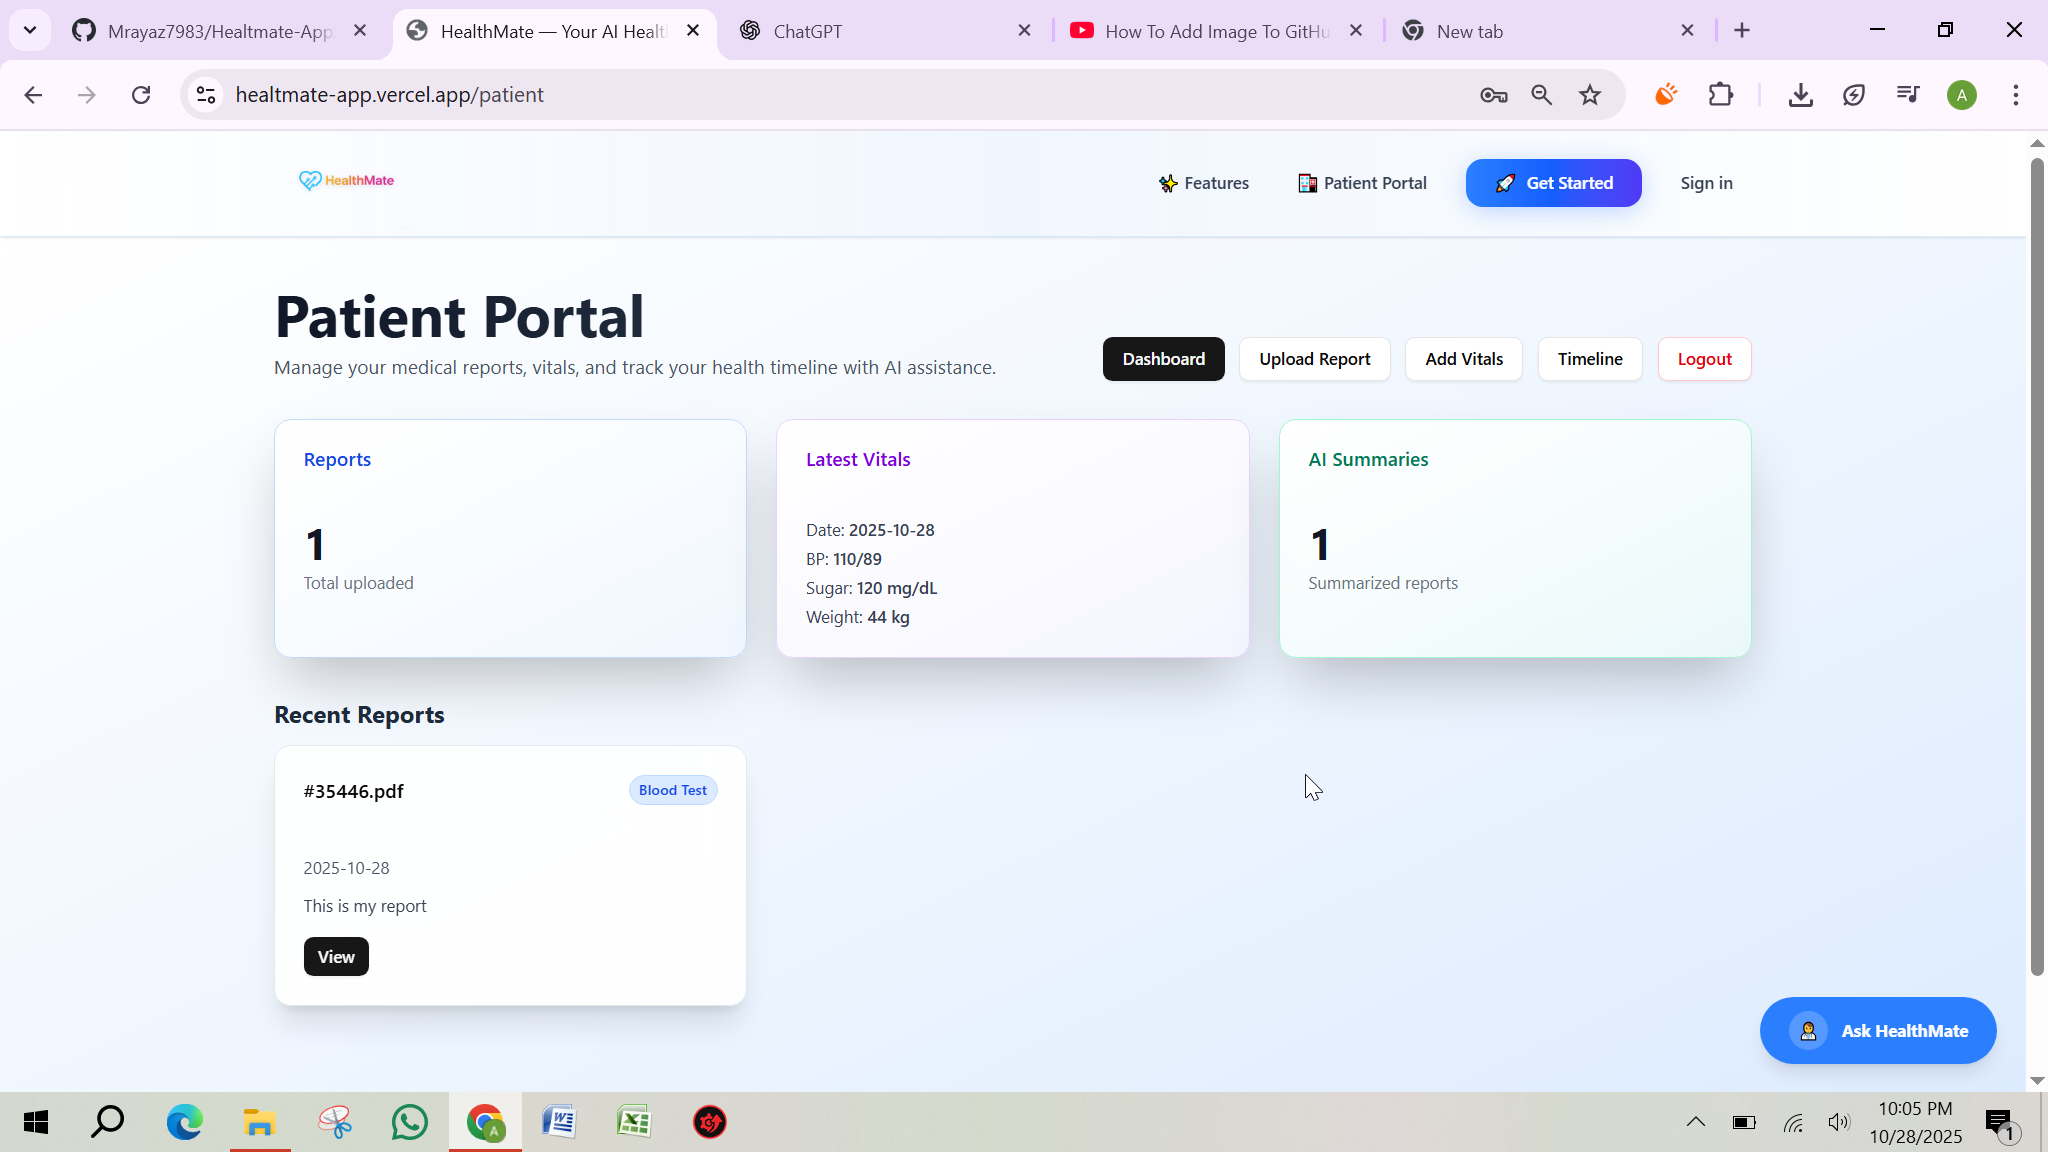 Mrayaz7983/Healtmate-App
HealthMate — Your AI Healt
ChatGPT
How To Add Image To GitHu
New tab
healtmate-app.vercel.app/patient
A
HealthMate
Features
Patient Portal
Get Started
Sign in
Patient Portal
Manage your medical reports, vitals, and track your health timeline with AI assistance.
Dashboard
Upload Report
Add Vitals
Timeline
Logout
Reports
1
Total uploaded
Latest Vitals
Date: 2025-10-28
BP: 110/89
Sugar: 120 mg/dL
Weight: 44 kg
AI Summaries
1
Summarized reports
Recent Reports
#35446.pdf
Blood Test
2025-10-28
This is my report
View
Ask HealthMate
A
10:05 PM
10/28/2025
1